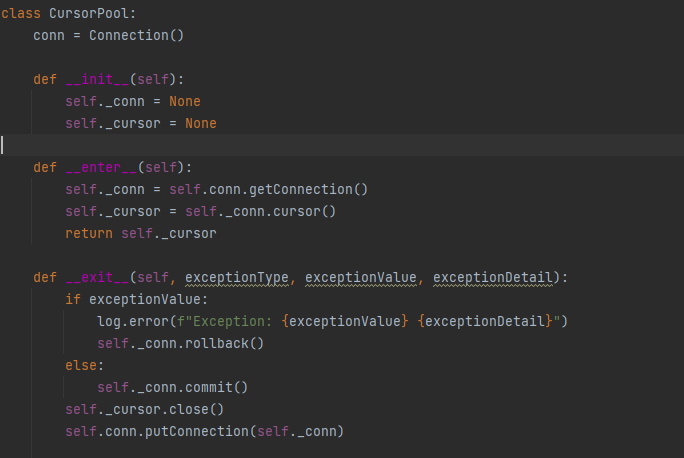 class CursorPool:
    conn = Connection()
    def __init__(self):
        self._conn = None
        self._cursor = None
    def __enter__(self):
        self._conn = self.conn.getConnection()
        self._cursor = self._conn.cursor()
        return self._cursor
    def __exit__(self, exceptionType, exceptionValue, exceptionDetail):
        if exceptionValue:
            log.error(f"Exception: {exceptionValue} {exceptionDetail}")
            self._conn.rollback()
        else:
            self._conn.commit()
        self._cursor.close()
        self.conn.putConnection(self._conn)